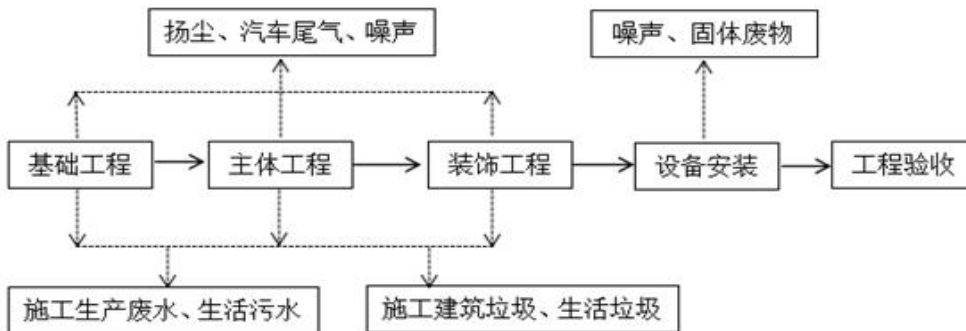 扬尘、汽车尾气、噪声
噪声、固体废物
基础工程
主体工程
装饰工程
设备安装
工程验收
施工生产废水、生活污水
施工建筑垃圾、生活垃圾